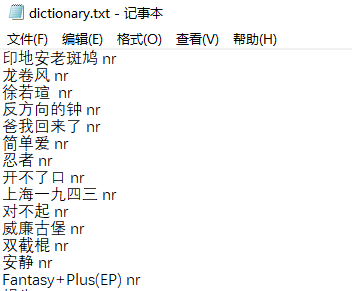 dictionary.txt - 记事本
文件(F) 编辑(E) 格式(O) 查看(V) 帮助(H)
印地安老斑鸠 nr
龙卷风 nr
徐若瑄  nr
反方向的钟 nr
爸我回来了 nr
简单爱 nr
忍者 nr
开不了口 nr
上海一九四三 nr
对不起 nr
威廉古堡 nr
双截棍 nr
安静 nr
Fantasy+Plus(EP) nr